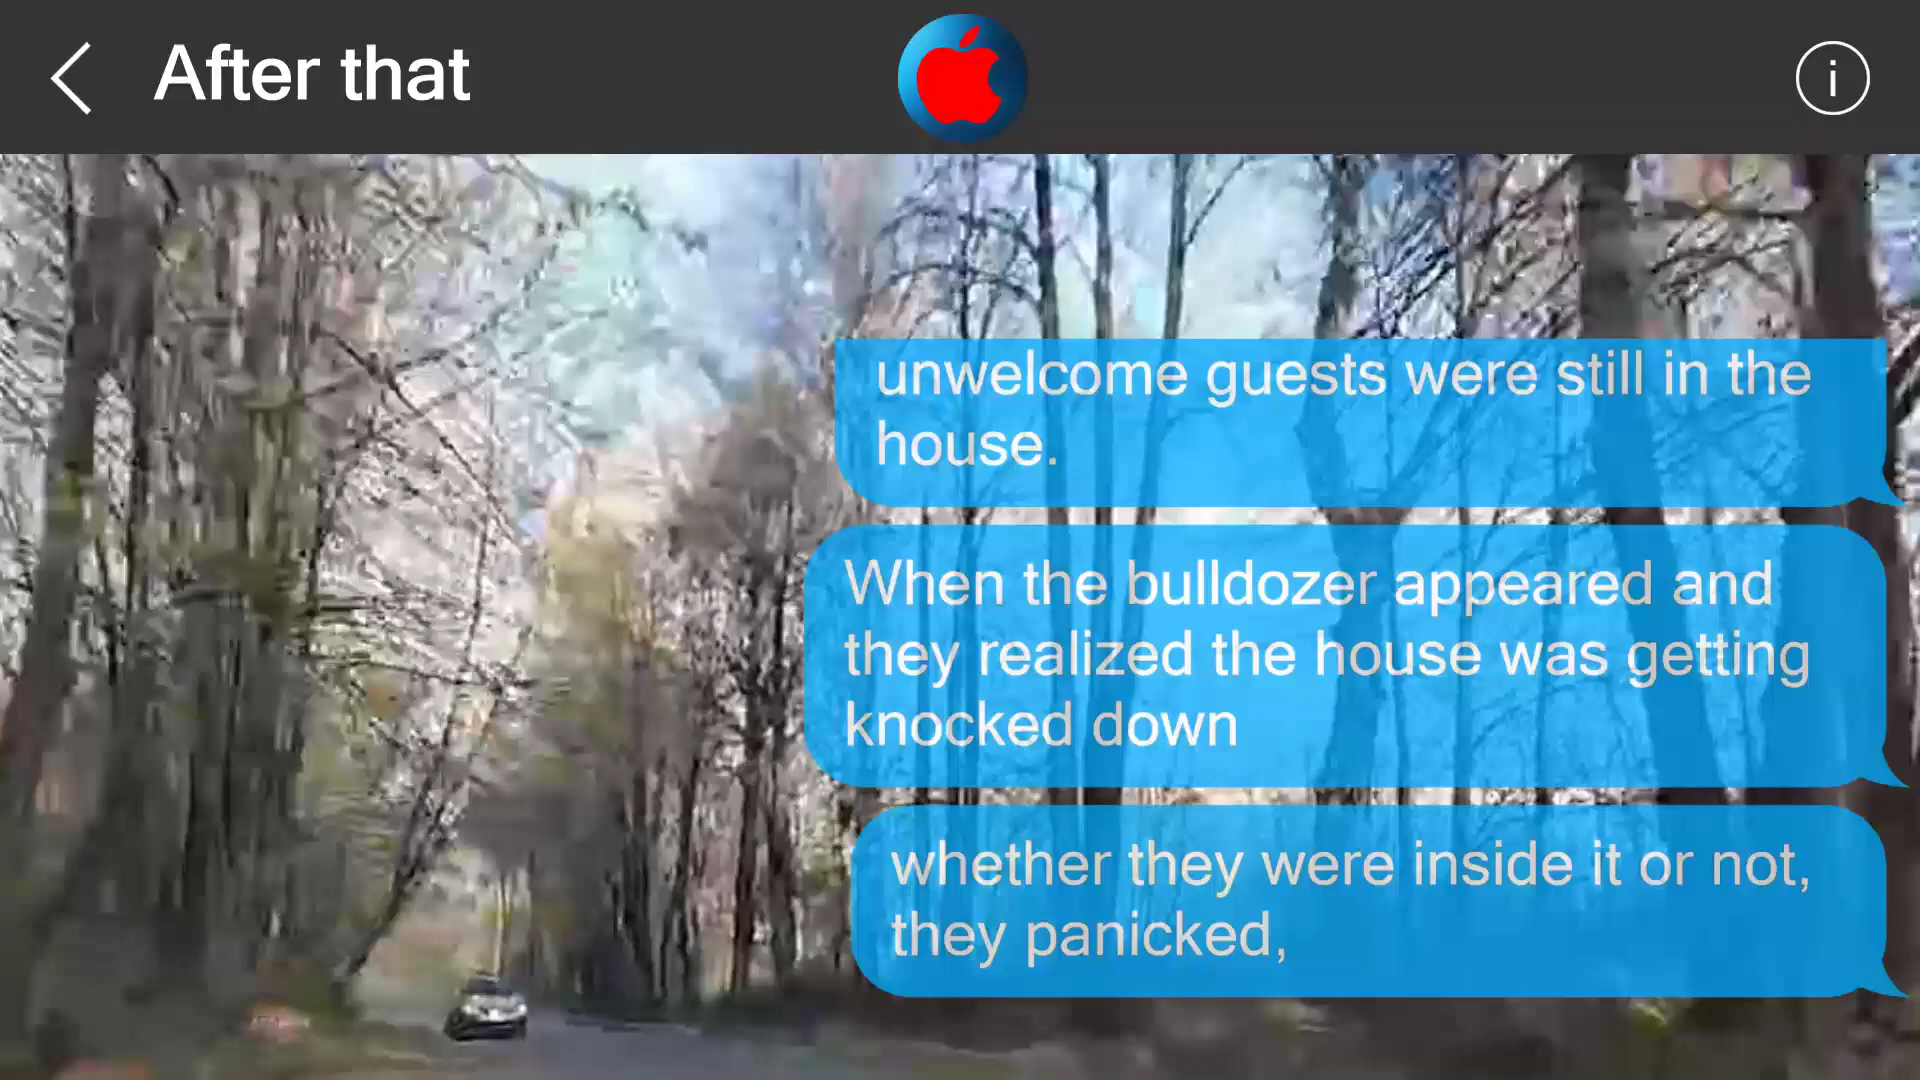 After that
i
unwelcome guests were still in the
house.
When the bulldozer appeared and
they realized the house was getting
knocked down
whether they were inside it or not,
they panicked,